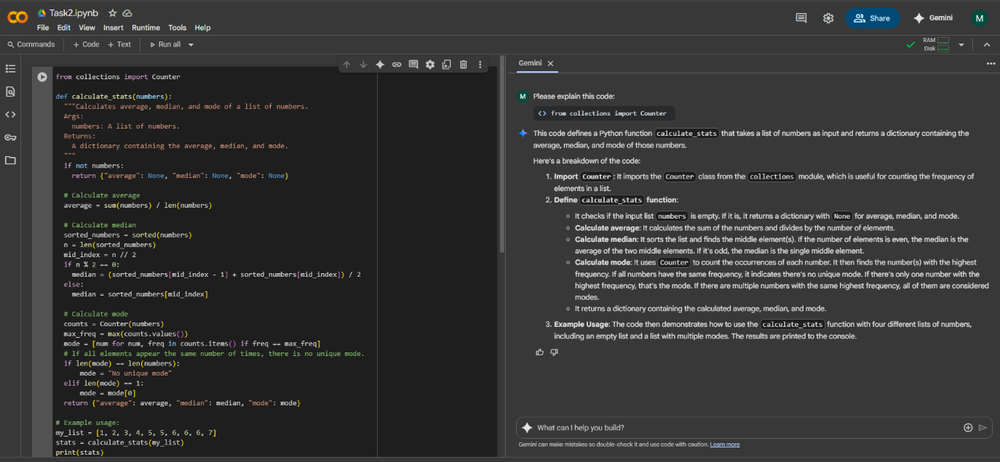 Task2.ipynb
File Edit View Insert Runtime Tools Help
Share
Gemini
M
Commands + Code + Text Run all
RAM
Disk
from collections import Counter
def calculate_stats(numbers):
"""Calculates average, median, and mode of a list of numbers.
Args:
numbers: A list of numbers.
Returns:
A dictionary containing the average, median, and mode.
"""
if not numbers:
return {"average": None, "median": None, "mode": None}
# Calculate average
average = sum(numbers) / len(numbers)
# Calculate median
sorted_numbers = sorted(numbers)
n = len(sorted_numbers)
mid_index = n // 2
if n % 2 == 0:
median = (sorted_numbers[mid_index - 1] + sorted_numbers[mid_index]) / 2
else:
median = sorted_numbers[mid_index]
# Calculate mode
counts = Counter(numbers)
max_freq = max(counts.values())
mode = [num for num, freq in counts.items() if freq == max_freq]
# If all elements appear the same number of times, there is no unique mode.
if len(mode) == len(numbers):
mode = "No unique mode"
elif len(mode) == 1:
mode = mode[0]
return {"average": average, "median": median, "mode": mode}
# Example usage:
my_list = [1, 2, 3, 4, 5, 5, 6, 6, 6, 7]
stats = calculate_stats(my_list)
print(stats)
Gemini
M Please explain this code:
<> from collections import Counter
This code defines a Python function calculate_stats that takes a list of numbers as input and returns a dictionary containing the
average, median, and mode of those numbers.
Here's a breakdown of the code:
1. Import Counter: It imports the Counter class from the collections module, which is useful for counting the frequency of
elements in a list.
2. Define calculate_stats function:
It checks if the input list numbers is empty. If it is, it returns a dictionary with None for average, median, and mode.
Calculate average: It calculates the sum of the numbers and divides by the number of elements.
Calculate median: It sorts the list and finds the middle element(s). If the number of elements is even, the median is the
average of the two middle elements. If it's odd, the median is the single middle element.
Calculate mode: It uses Counter to count the occurrences of each number. It then finds the number(s) with the highest
frequency. If all numbers have the same frequency, it indicates there's no unique mode. If there's only one number with the
highest frequency, that's the mode. If there are multiple numbers with the same highest frequency, all of them are considered
modes.
It returns a dictionary containing the calculated average, median, and mode.
3. Example Usage: The code then demonstrates how to use the calculate_stats function with four different lists of numbers,
including an empty list and a list with multiple modes. The results are printed to the console.
What can I help you build?
Gemini can make mistakes so double-check it and use code with caution. Learn more